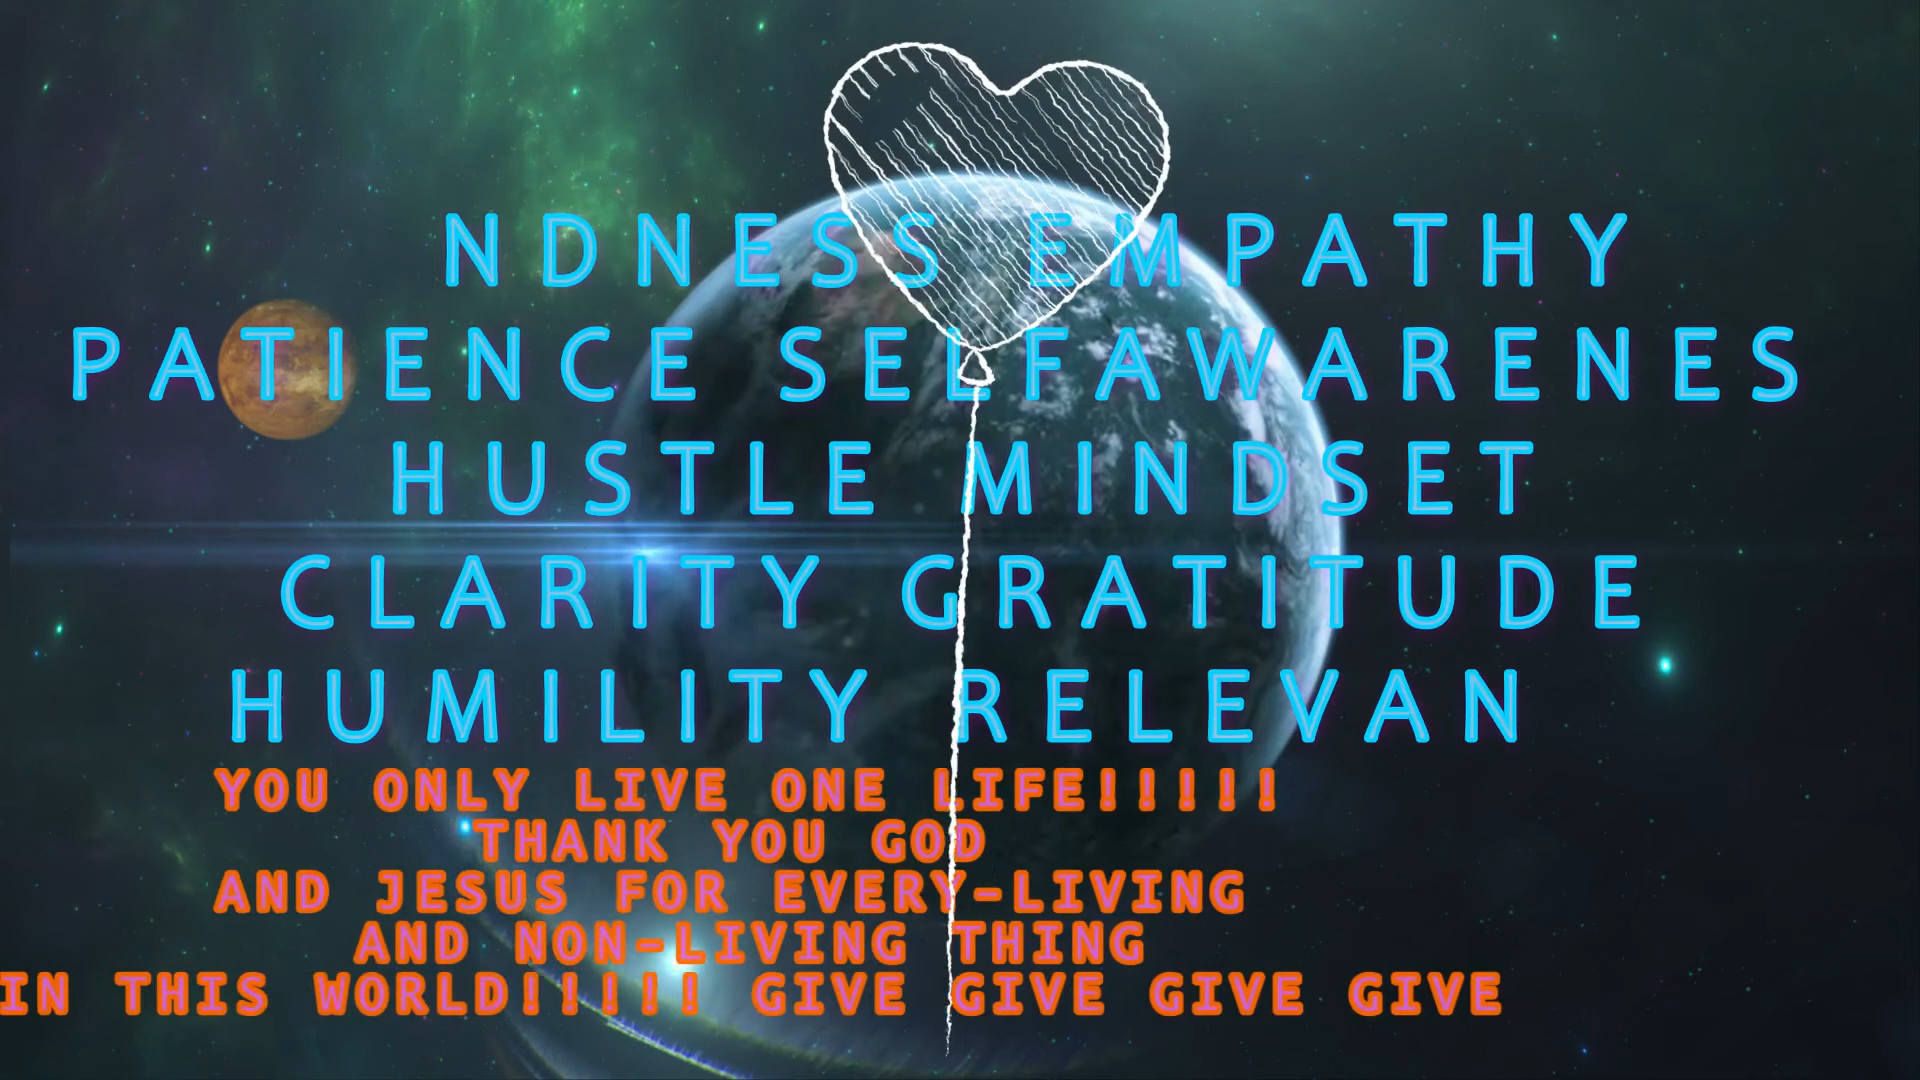 NDNESS EMPATHY
PATIENCE SELFAWARENES
HUSTLE MINDSET
CLARITY GRATITUDE
HUMILITY RELEVAN
YOU ONLY LIVE ONE LIFE!!!!!
THANK YOU GOD
AND JESUS FOR EVERY-LIVING
AND NON-LIVING THING
IN THIS WORLD!!!!! GIVE GIVE GIVE GIVE